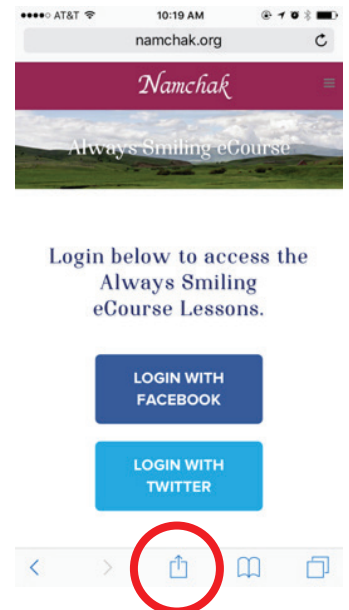 AT&T 10:19 AM
namchak.org
Namchak
Always Smiling eCourse
Login below to access the
Always Smiling
eCourse Lessons.
LOGIN WITH
FACEBOOK
LOGIN WITH
TWITTER